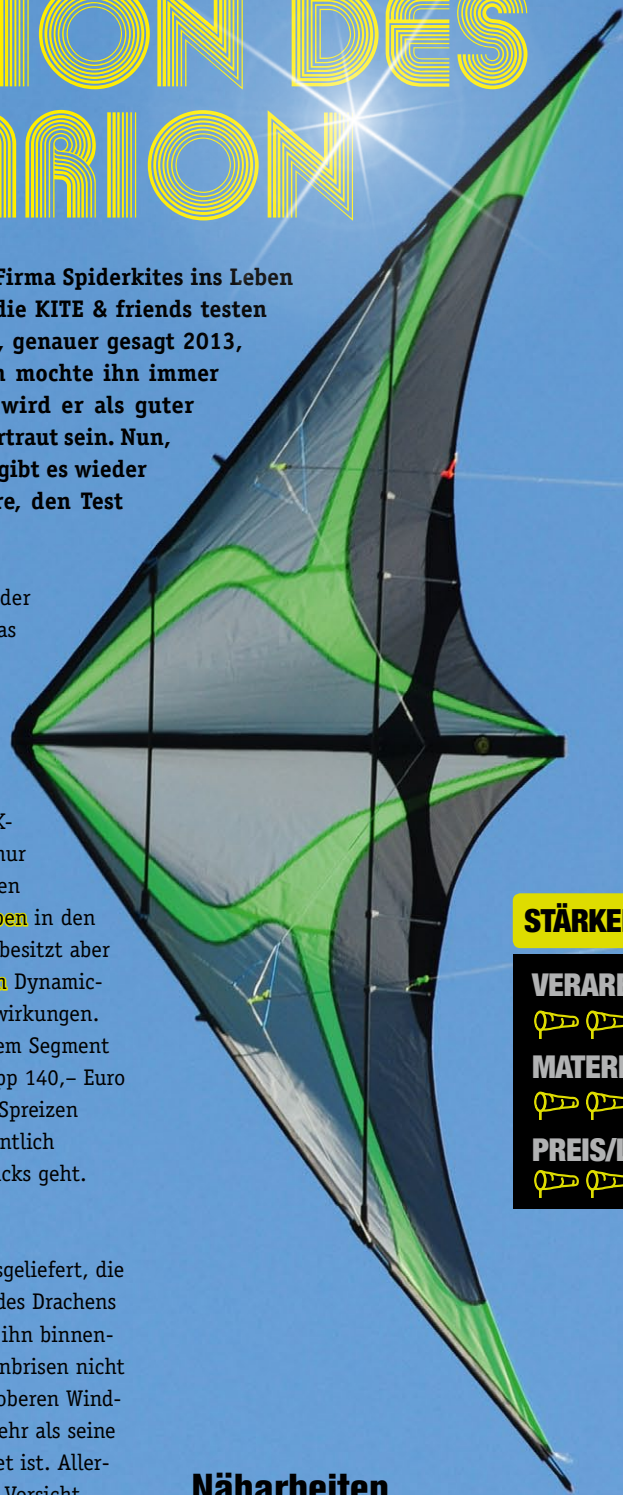 ION DES
ARION
Firma Spiderkites ins Leben
die KITE & friends testen
, genauer gesagt 2013,
n mochte ihn immer
wird er als guter
rtraut sein. Nun,
gibt es wieder
re, den Test
der
as
K-
nur
en
ben in den
besitzt aber
n Dynamic-
wirkungen.
em Segment
pp 140,– Euro
Spreizen
ntlich
cks geht.
sgeliefert, die
des Drachens
ihn binnen-
nbrisen nicht
oberen Wind-
ehr als seine
et ist. Aller-
Vorsicht
Näharbeiten
STÄRKE
VERAR
MATERI
PREIS/L